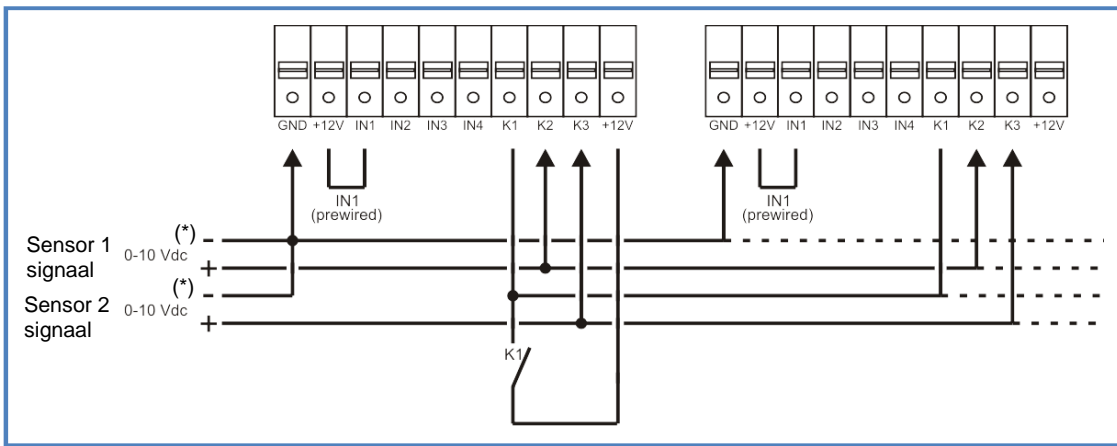 GND +12V IN1 IN2 IN3 IN4 K1 K2 K3 +12V
GND +12V IN1 IN2 IN3 IN4 K1 K2 K3 +12V
IN1
(prewired)
IN1
(prewired)
Sensor 1
signaal
0-10 Vdc
(*) -
+
Sensor 2
signaal
0-10 Vdc
(*) -
+
K1